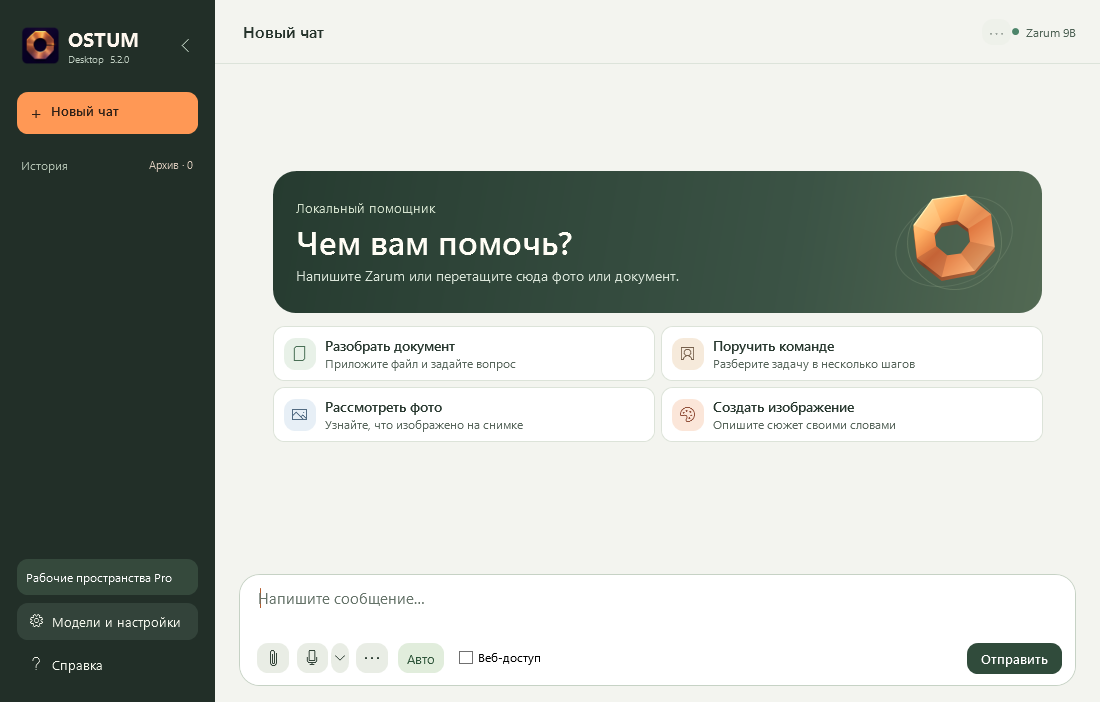 OSTUM
Desktop 5.2.0
+ Новый чат
История
Архив · 0
Рабочие пространства Pro
Модели и настройки
? Справка
Новый чат
···
Zarum 9B
Локальный помощник
Чем вам помочь?
Напишите Zarum или перетащите сюда фото или документ.
Разобрать документ
Приложите файл и задайте вопрос
Поручить команде
Разберите задачу в несколько шагов
Рассмотреть фото
Узнайте, что изображено на снимке
Создать изображение
Опишите сюжет своими словами
Напишите сообщение...
···
Авто
Веб-доступ
Отправить